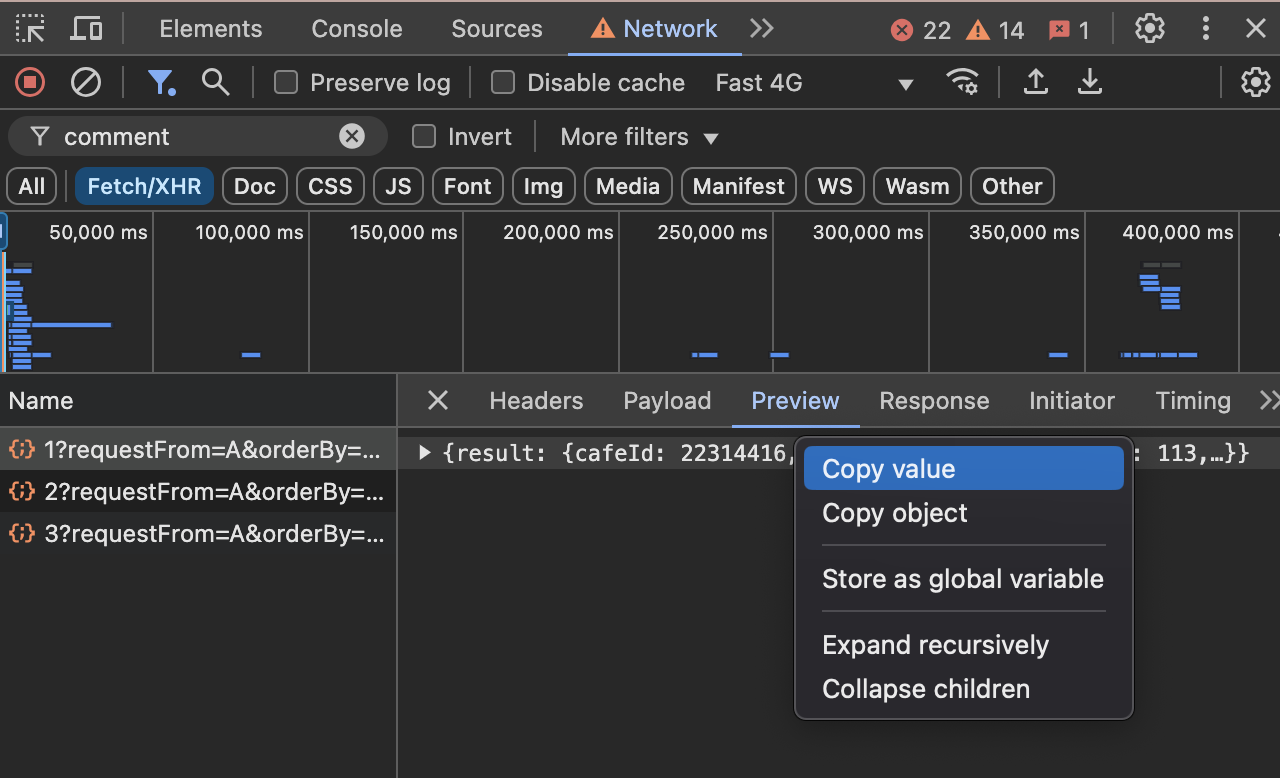 Elements Console Sources Network 22 14 1
Preserve log Disable cache Fast 4G
comment Invert More filters
All Fetch/XHR Doc CSS JS Font Img Media Manifest WS Wasm Other
50,000 ms 100,000 ms 150,000 ms 200,000 ms 250,000 ms 300,000 ms 350,000 ms 400,000 ms
Name Headers Payload Preview Response Initiator Timing
1?requestFrom=A&orderBy=... {result: {cafeId: 22314416, : 113,…}}
2?requestFrom=A&orderBy=...
3?requestFrom=A&orderBy=...
Copy value
Copy object
Store as global variable
Expand recursively
Collapse children